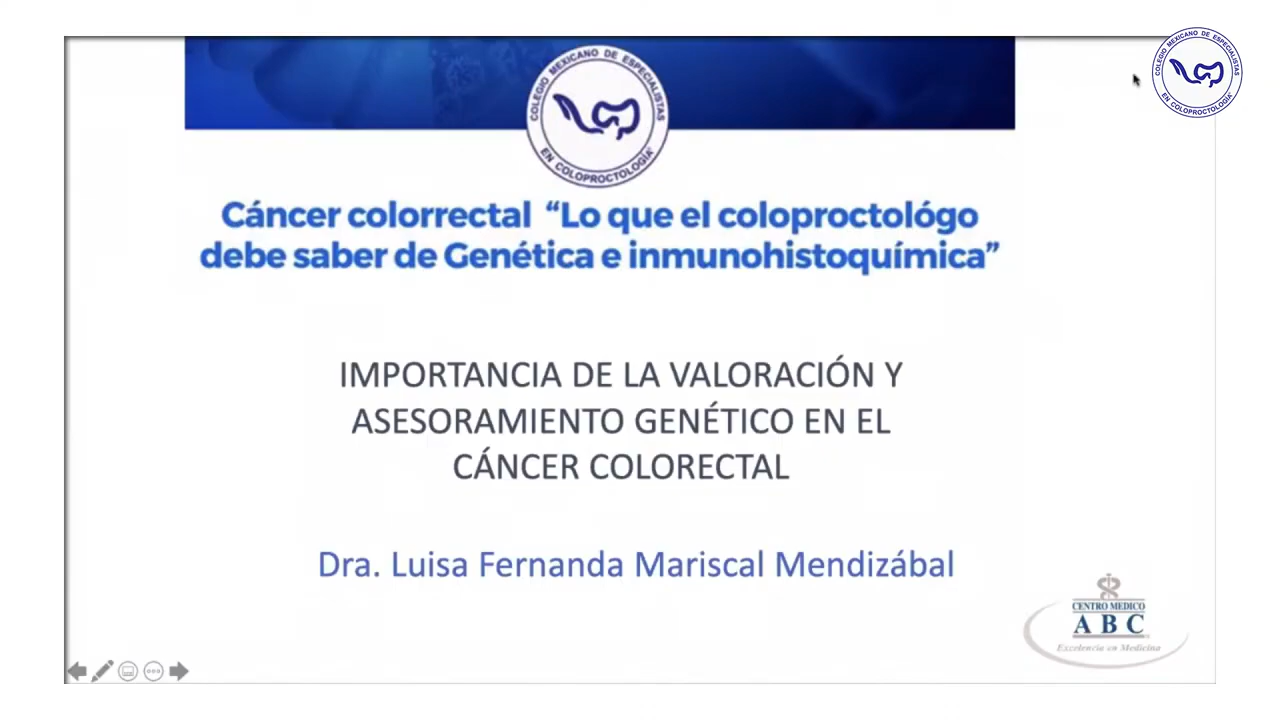 COLEGIO MEXICANO DE ESPECIALISTAS
EN COLOPROCTOLOGÍA
COLEGIO MEXICANO DE ESPECIALISTAS
EN COLOPROCTOLOGÍA
Cáncer colorrectal “Lo que el coloproctológo
debe saber de Genética e inmunohistoquímica”
IMPORTANCIA DE LA VALORACIÓN Y
ASESORAMIENTO GENÉTICO EN EL
CÁNCER COLORECTAL
Dra. Luisa Fernanda Mariscal Mendizábal
CENTRO MEDICO
ABC
Excelencia en Medicina